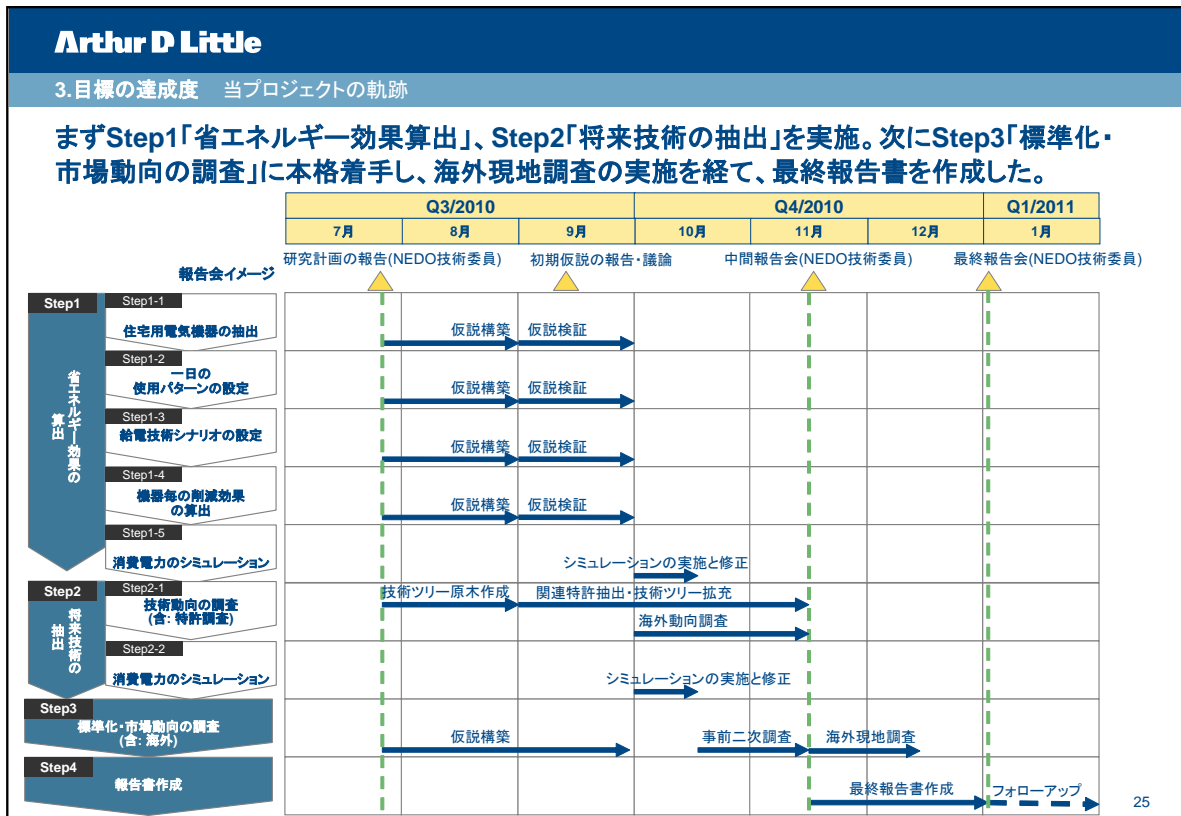 Arthur D Little
3.目標の達成度 当プロジェクトの軌跡
まずStep1「省エネルギー効果算出」、Step2「将来技術の抽出」を実施。次にStep3「標準化・
市場動向の調査」に本格着手し、海外現地調査の実施を経て、最終報告書を作成した。
Q3/2010 Q4/2010 Q1/2011
7月 8月 9月 10月 11月 12月 1月
報告会イメージ
研究計画の報告(NEDO技術委員) 初期仮説の報告・議論 中間報告会(NEDO技術委員) 最終報告会(NEDO技術委員)
Step1
省エネルギー効果の
算出
Step1-1
住宅用電気機器の抽出
仮説構築 仮説検証
Step1-2
一日の
使用パターンの設定
仮説構築 仮説検証
Step1-3
給電技術シナリオの設定
仮説構築 仮説検証
Step1-4
機器毎の削減効果
の算出
仮説構築 仮説検証
Step1-5
消費電力のシミュレーション
シミュレーションの実施と修正
Step2
将来技術の
抽出
Step2-1
技術動向の調査
(含: 特許調査)
技術ツリー原木作成 関連特許抽出・技術ツリー拡充
海外動向調査
Step2-2
消費電力のシミュレーション
シミュレーションの実施と修正
Step3
標準化・市場動向の調査
(含: 海外)
仮説構築 事前二次調査 海外現地調査
Step4
報告書作成
最終報告書作成 フォローアップ
25